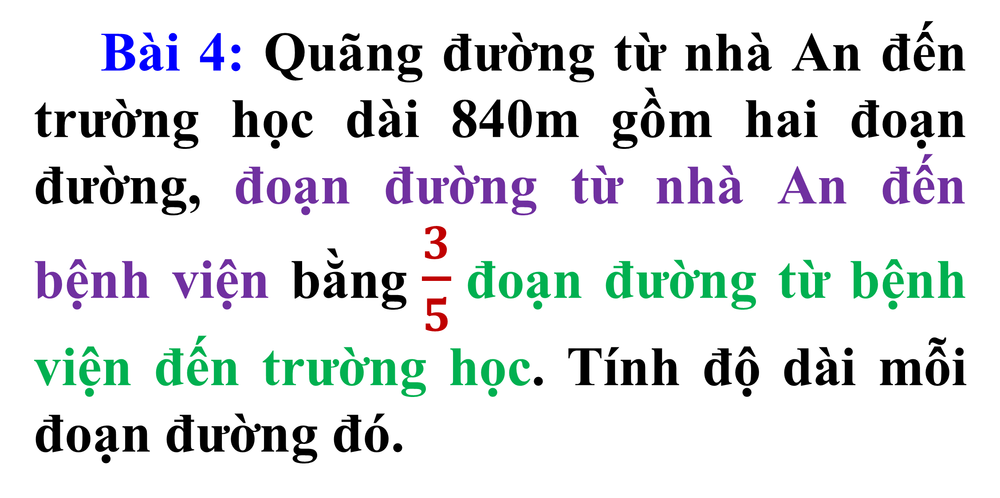 Bài 4: Quãng đường từ nhà An đến
trường học dài 840m gồm hai đoạn
đường, đoạn đường từ nhà An đến
bệnh viện bằng 3/5 đoạn đường từ bệnh
viện đến trường học. Tính độ dài mỗi
đoạn đường đó.